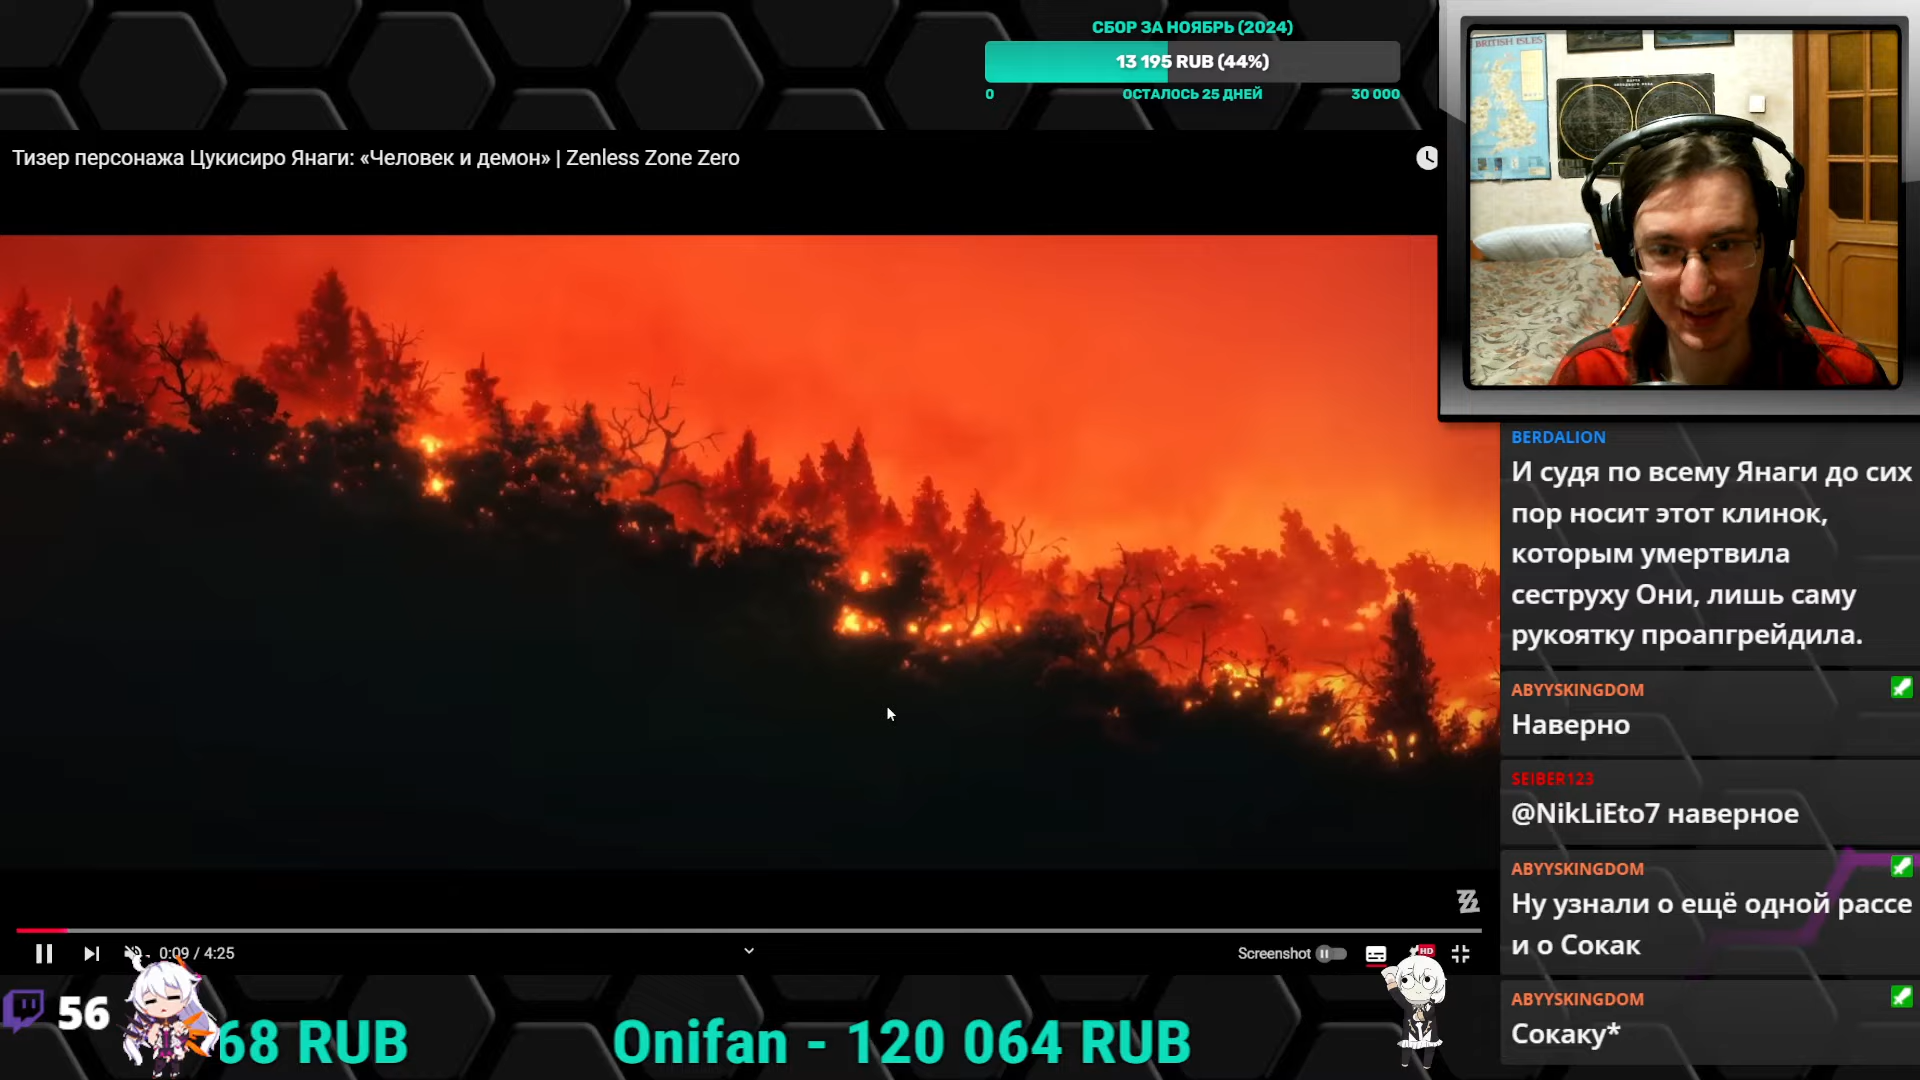 СБОР ЗА НОЯБРЬ (2024)
13 195 RUB (44%)
0
ОСТАЛОСЬ 25 ДНЕЙ
30 000
BRITISH ISLES
Тизер персонажа Цукисиро Янаги: «Человек и демон» | Zenless Zone Zero
BERDALION
И судя по всему Янаги до сих
пор носит этот клинок,
которым умертвила
сеструху Они, лишь саму
рукоятку проапгрейдила.
ABYYSKINGDOM
Наверно
SEIBER123
@NikLiEto7 наверное
ABYYSKINGDOM
Ну узнали о ещё одной рассе
и о Сокак
ABYYSKINGDOM
Сокаку*
0:09 / 4:25
Screenshot
HD
56
68 RUB
Onifan - 120 064 RUB